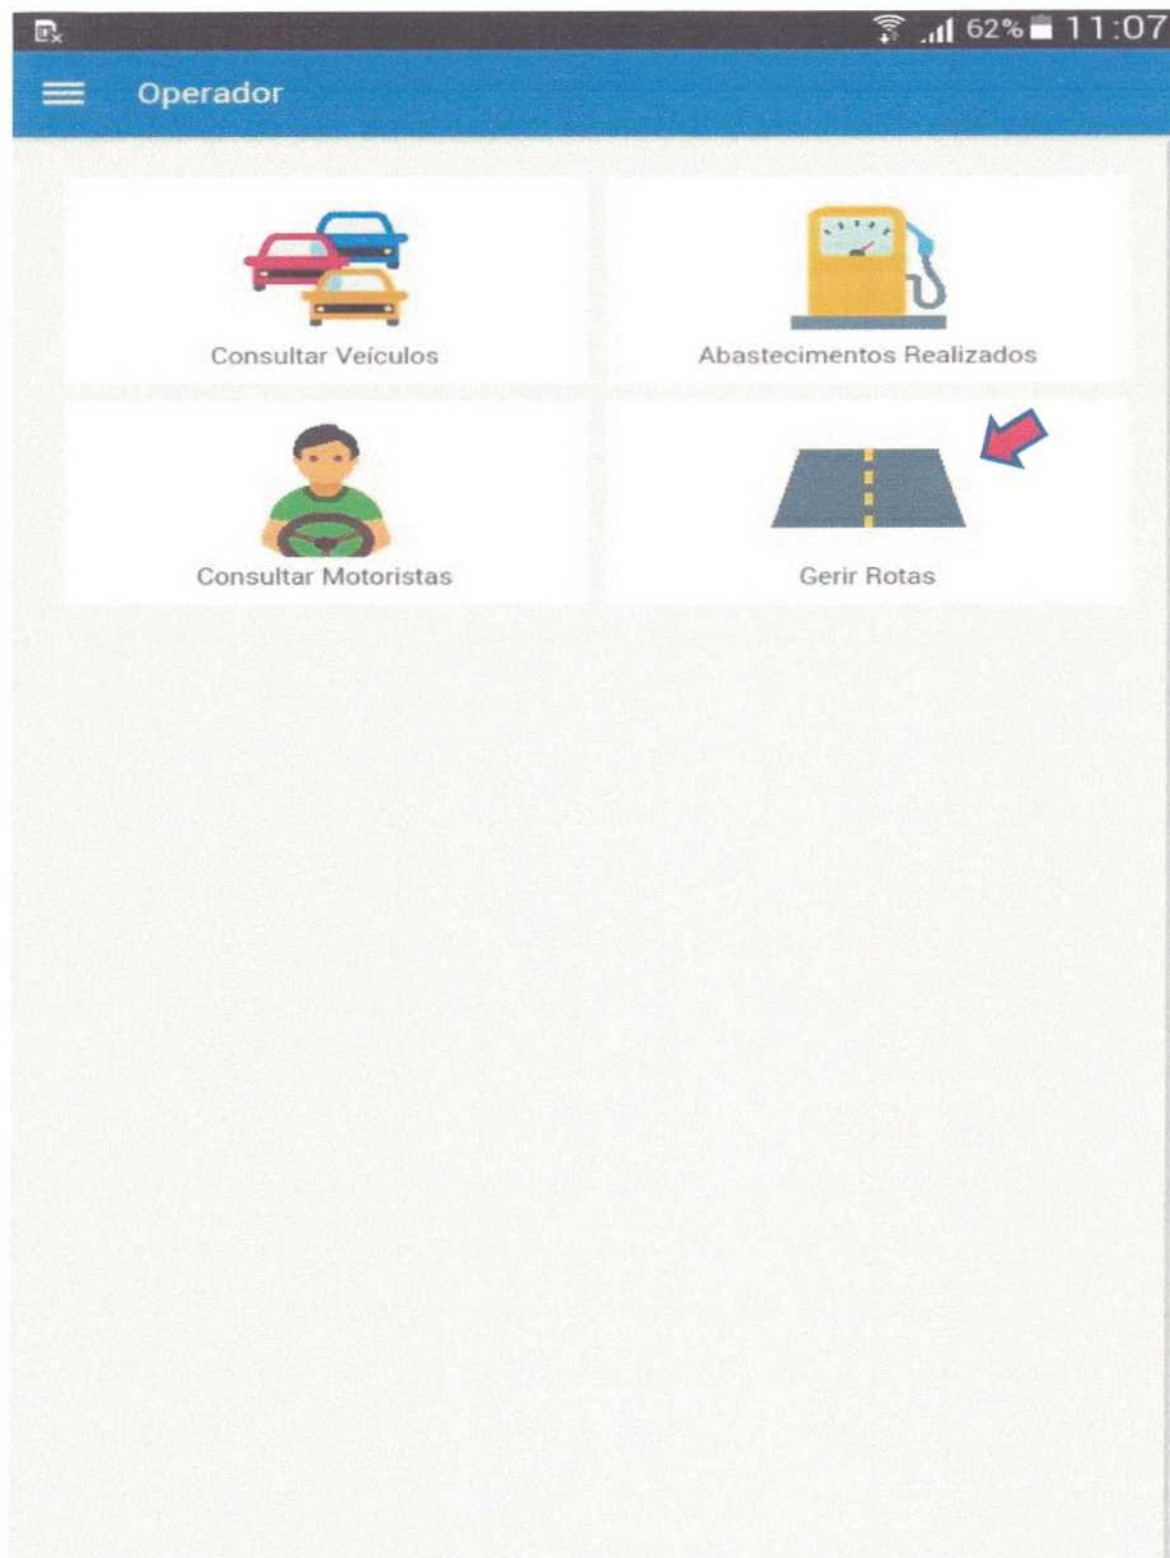 62% 11:07
Operador
Consultar Veículos
Abastecimentos Realizados
Consultar Motoristas
Gerir Rotas